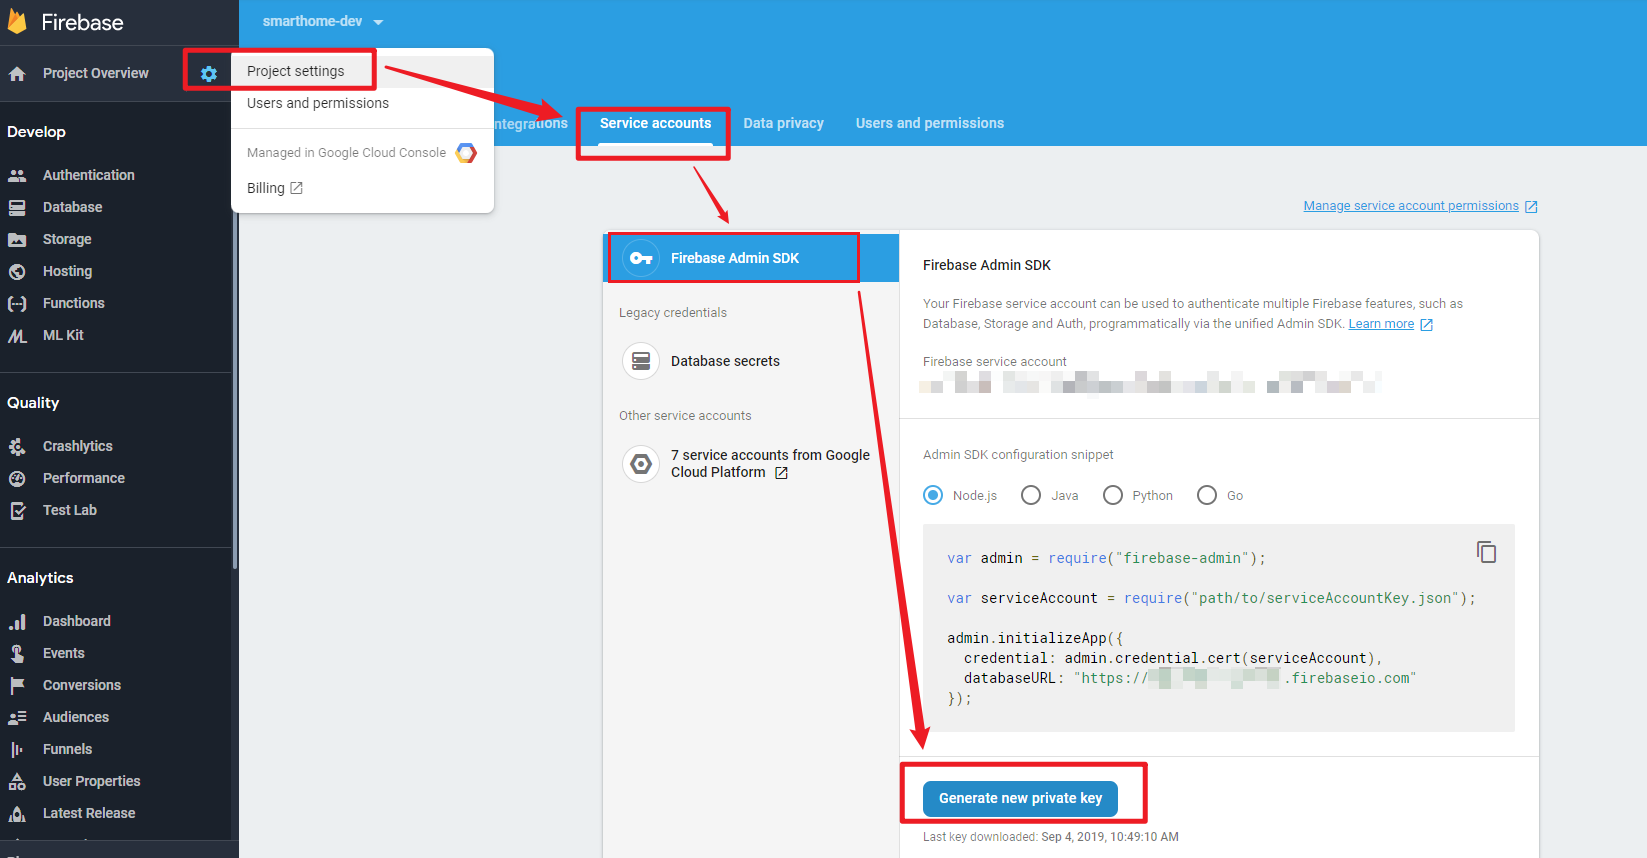 Firebase
smarthome-dev
Project Overview
Project settings
Users and permissions
Managed in Google Cloud Console
Billing
ntegrations
Service accounts
Data privacy
Users and permissions
Develop
Authentication
Database
Storage
Hosting
Functions
ML Kit
Quality
Crashlytics
Performance
Test Lab
Analytics
Dashboard
Events
Conversions
Audiences
Funnels
User Properties
Latest Release
Manage service account permissions
Firebase Admin SDK
Legacy credentials
Database secrets
Other service accounts
7 service accounts from Google
Cloud Platform
Firebase Admin SDK
Your Firebase service account can be used to authenticate multiple Firebase features, such as
Database, Storage and Auth, programmatically via the unified Admin SDK. Learn more
Firebase service account
Admin SDK configuration snippet
Node.js
Java
Python
Go
var admin = require("firebase-admin");
var serviceAccount = require("path/to/serviceAccountKey.json");
admin.initializeApp({
credential: admin.credential.cert(serviceAccount),
databaseURL: "https:// .firebaseio.com"
});
Generate new private key
Last key downloaded: Sep 4, 2019, 10:49:10 AM